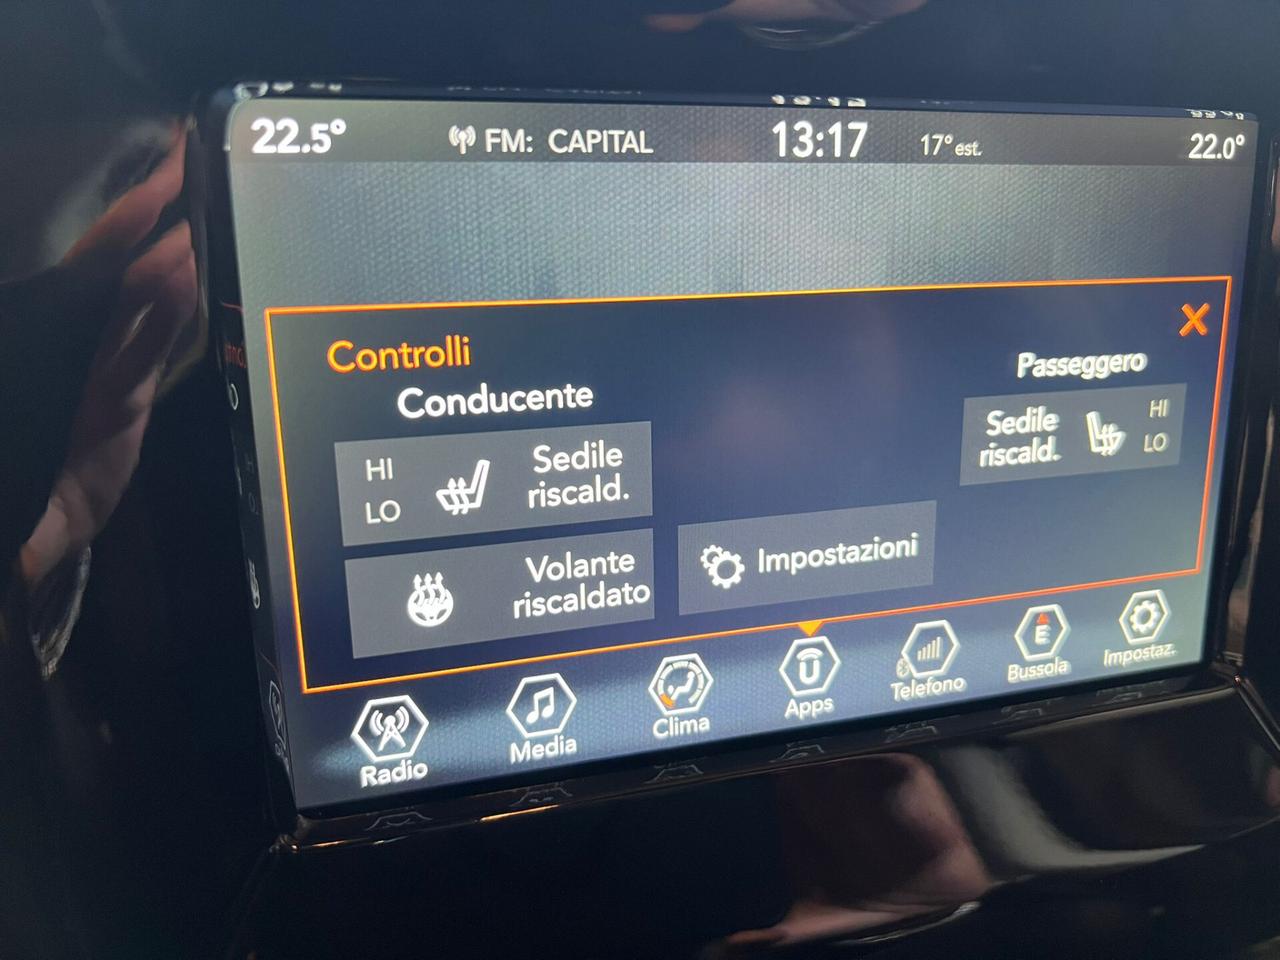 22.5°
FM: CAPITAL
13:17
17° est.
22.0°
Controlli
Conducente
Passeggero
HI
LO
Sedile
riscald.
Sedile
riscald.
HI
LO
Volante
riscaldato
Impostazioni
U
E
Radio
Media
Clima
Apps
Telefono
Bussola
Impostaz.